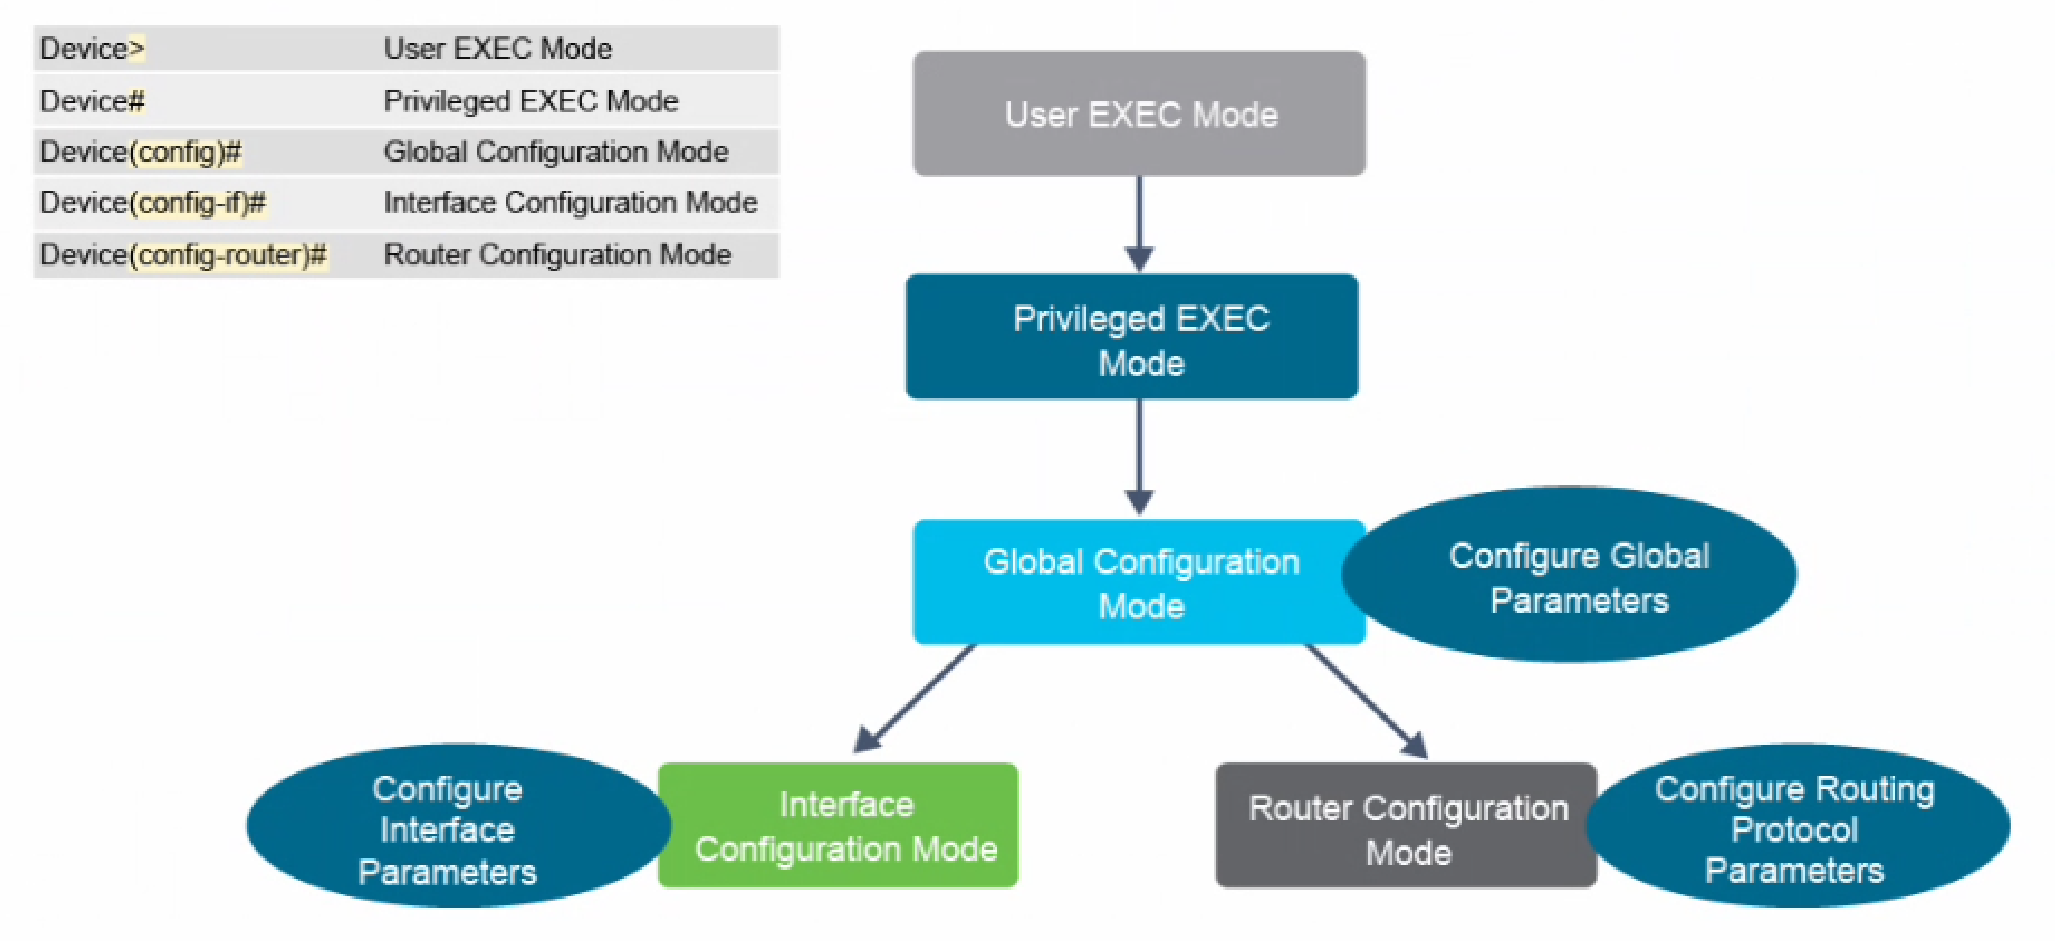 Device> User EXEC Mode
Device# Privileged EXEC Mode
Device(config)# Global Configuration Mode
Device(config-if)# Interface Configuration Mode
Device(config-router)# Router Configuration Mode
User EXEC Mode
Privileged EXEC
Mode
Global Configuration
Mode
Configure Global
Parameters
Configure
Interface
Parameters
Interface
Configuration Mode
Router Configuration
Mode
Configure Routing
Protocol
Parameters